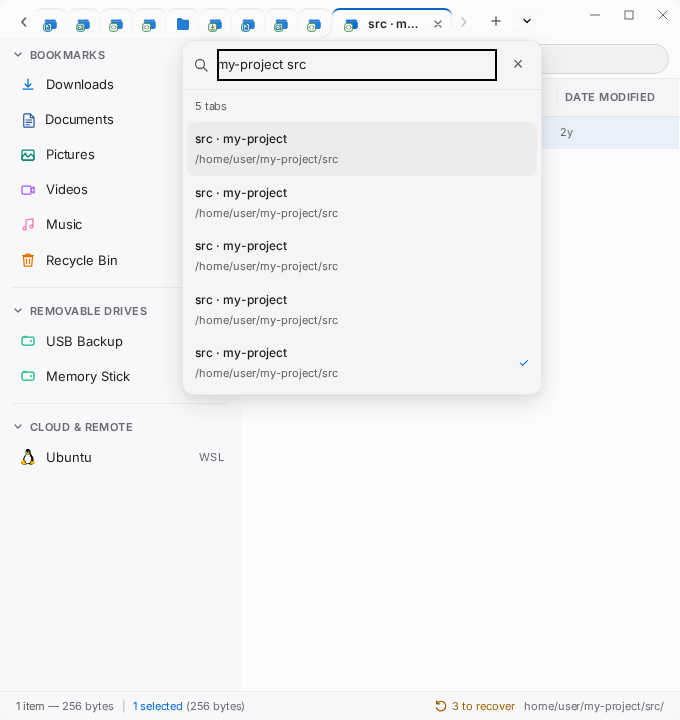 src · m...
my-project src
5 tabs
src · my-project
/home/user/my-project/src
src · my-project
/home/user/my-project/src
src · my-project
/home/user/my-project/src
src · my-project
/home/user/my-project/src
src · my-project
/home/user/my-project/src
BOOKMARKS
Downloads
Documents
Pictures
Videos
Music
Recycle Bin
REMOVABLE DRIVES
USB Backup
Memory Stick
CLOUD & REMOTE
Ubuntu WSL
DATE MODIFIED
2y
1 item — 256 bytes | 1 selected (256 bytes) 3 to recover home/user/my-project/src/